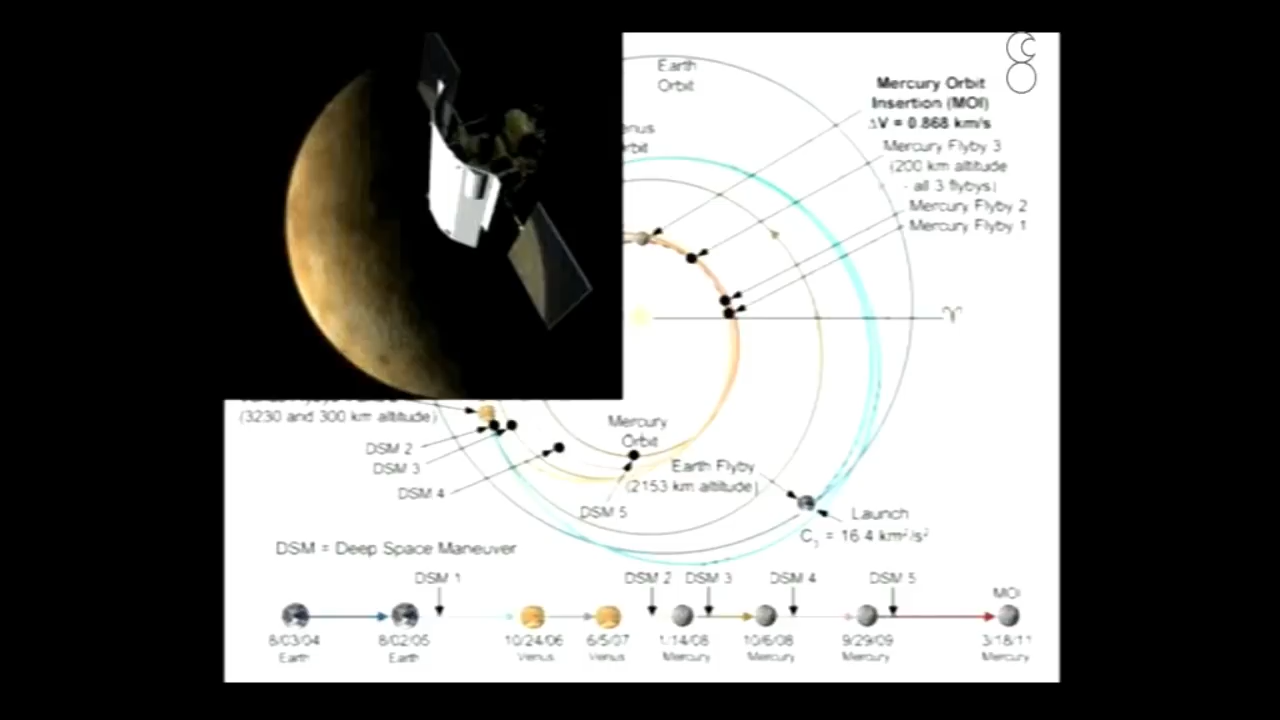 Earth
Orbit
Mercury Orbit
Insertion (MOI)
ΔV = 0.868 km/s
Mercury Flyby 3
(200 km altitude
- all 3 flybys)
Mercury Flyby 2
Mercury Flyby 1
(3230 and 300 km altitude)
DSM 2
DSM 3
DSM 4
Mercury
Orbit
Earth Flyby
(2153 km altitude)
DSM 5
Launch
C3 = 16.4 km²/s²
DSM = Deep Space Maneuver
DSM 1 DSM 2 DSM 3 DSM 4 DSM 5
MOI
8/03/04 8/02/05 10/24/06 6/5/07 1/14/08 10/6/08 9/29/09 3/18/11
Earth Earth Venus Venus Mercury Mercury Mercury Mercury